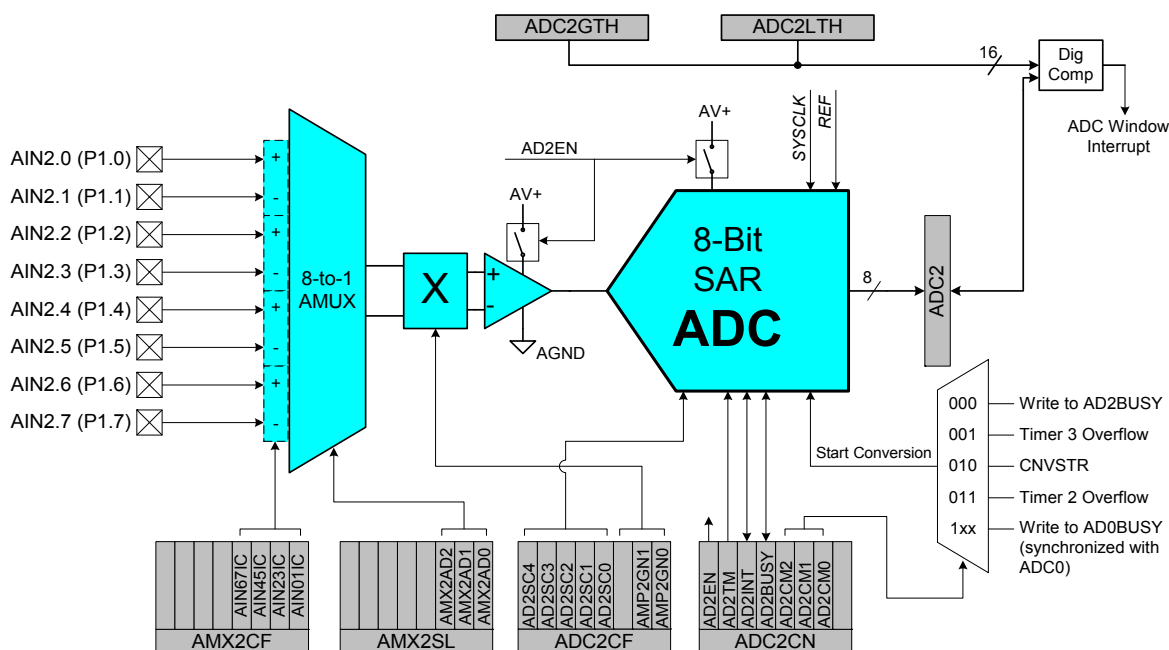 ADC2GTH
ADC2LTH
16
Dig
Comp
ADC Window
Interrupt
SYSCLK
REF
AV+
AD2EN
AV+
AIN2.0 (P1.0)
AIN2.1 (P1.1)
AIN2.2 (P1.2)
AIN2.3 (P1.3)
AIN2.4 (P1.4)
AIN2.5 (P1.5)
AIN2.6 (P1.6)
AIN2.7 (P1.7)
+
-
+
-
+
-
+
-
8-to-1
AMUX
X
+
-
AGND
8-Bit
SAR
ADC
8
ADC2
Start Conversion
000
Write to AD2BUSY
001
Timer 3 Overflow
010
CNVSTR
011
Timer 2 Overflow
1xx
Write to AD0BUSY
(synchronized with
ADC0)
AIN67IC
AIN45IC
AIN23IC
AIN01IC
AMX2CF
AMX2AD2
AMX2AD1
AMX2AD0
AMX2SL
AD2SC4
AD2SC3
AD2SC2
AD2SC1
AD2SC0
AMP2GN1
AMP2GN0
ADC2CF
AD2EN
AD2TM
AD2INT
AD2BUSY
AD2CM2
AD2CM1
AD2CM0
ADC2CN